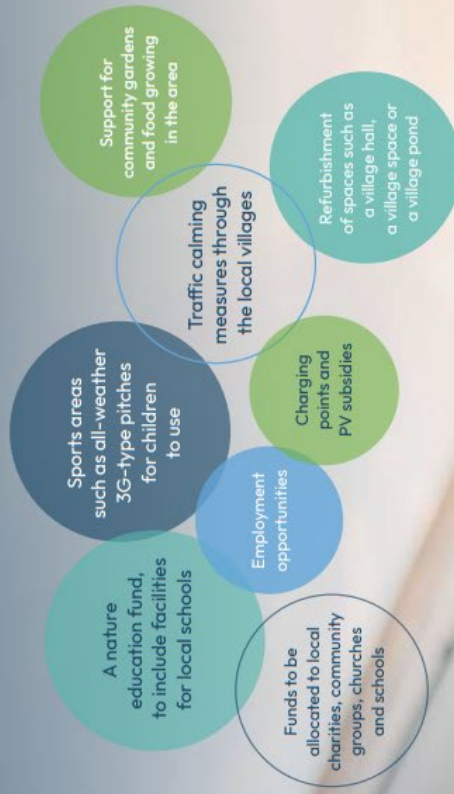 A nature
education fund,
to include facilities
for local schools
Sports areas
such as all-weather
3G-type pitches
for children
to use
Support for
community gardens
and food growing
in the area
Funds to be
allocated to local
charities, community
groups, churches
and schools
Employment
opportunities
Charging
points and
PV subsidies
Traffic calming
measures through
the local villages
Refurbishment
of spaces such as
a village hall,
a village space or
a village pond